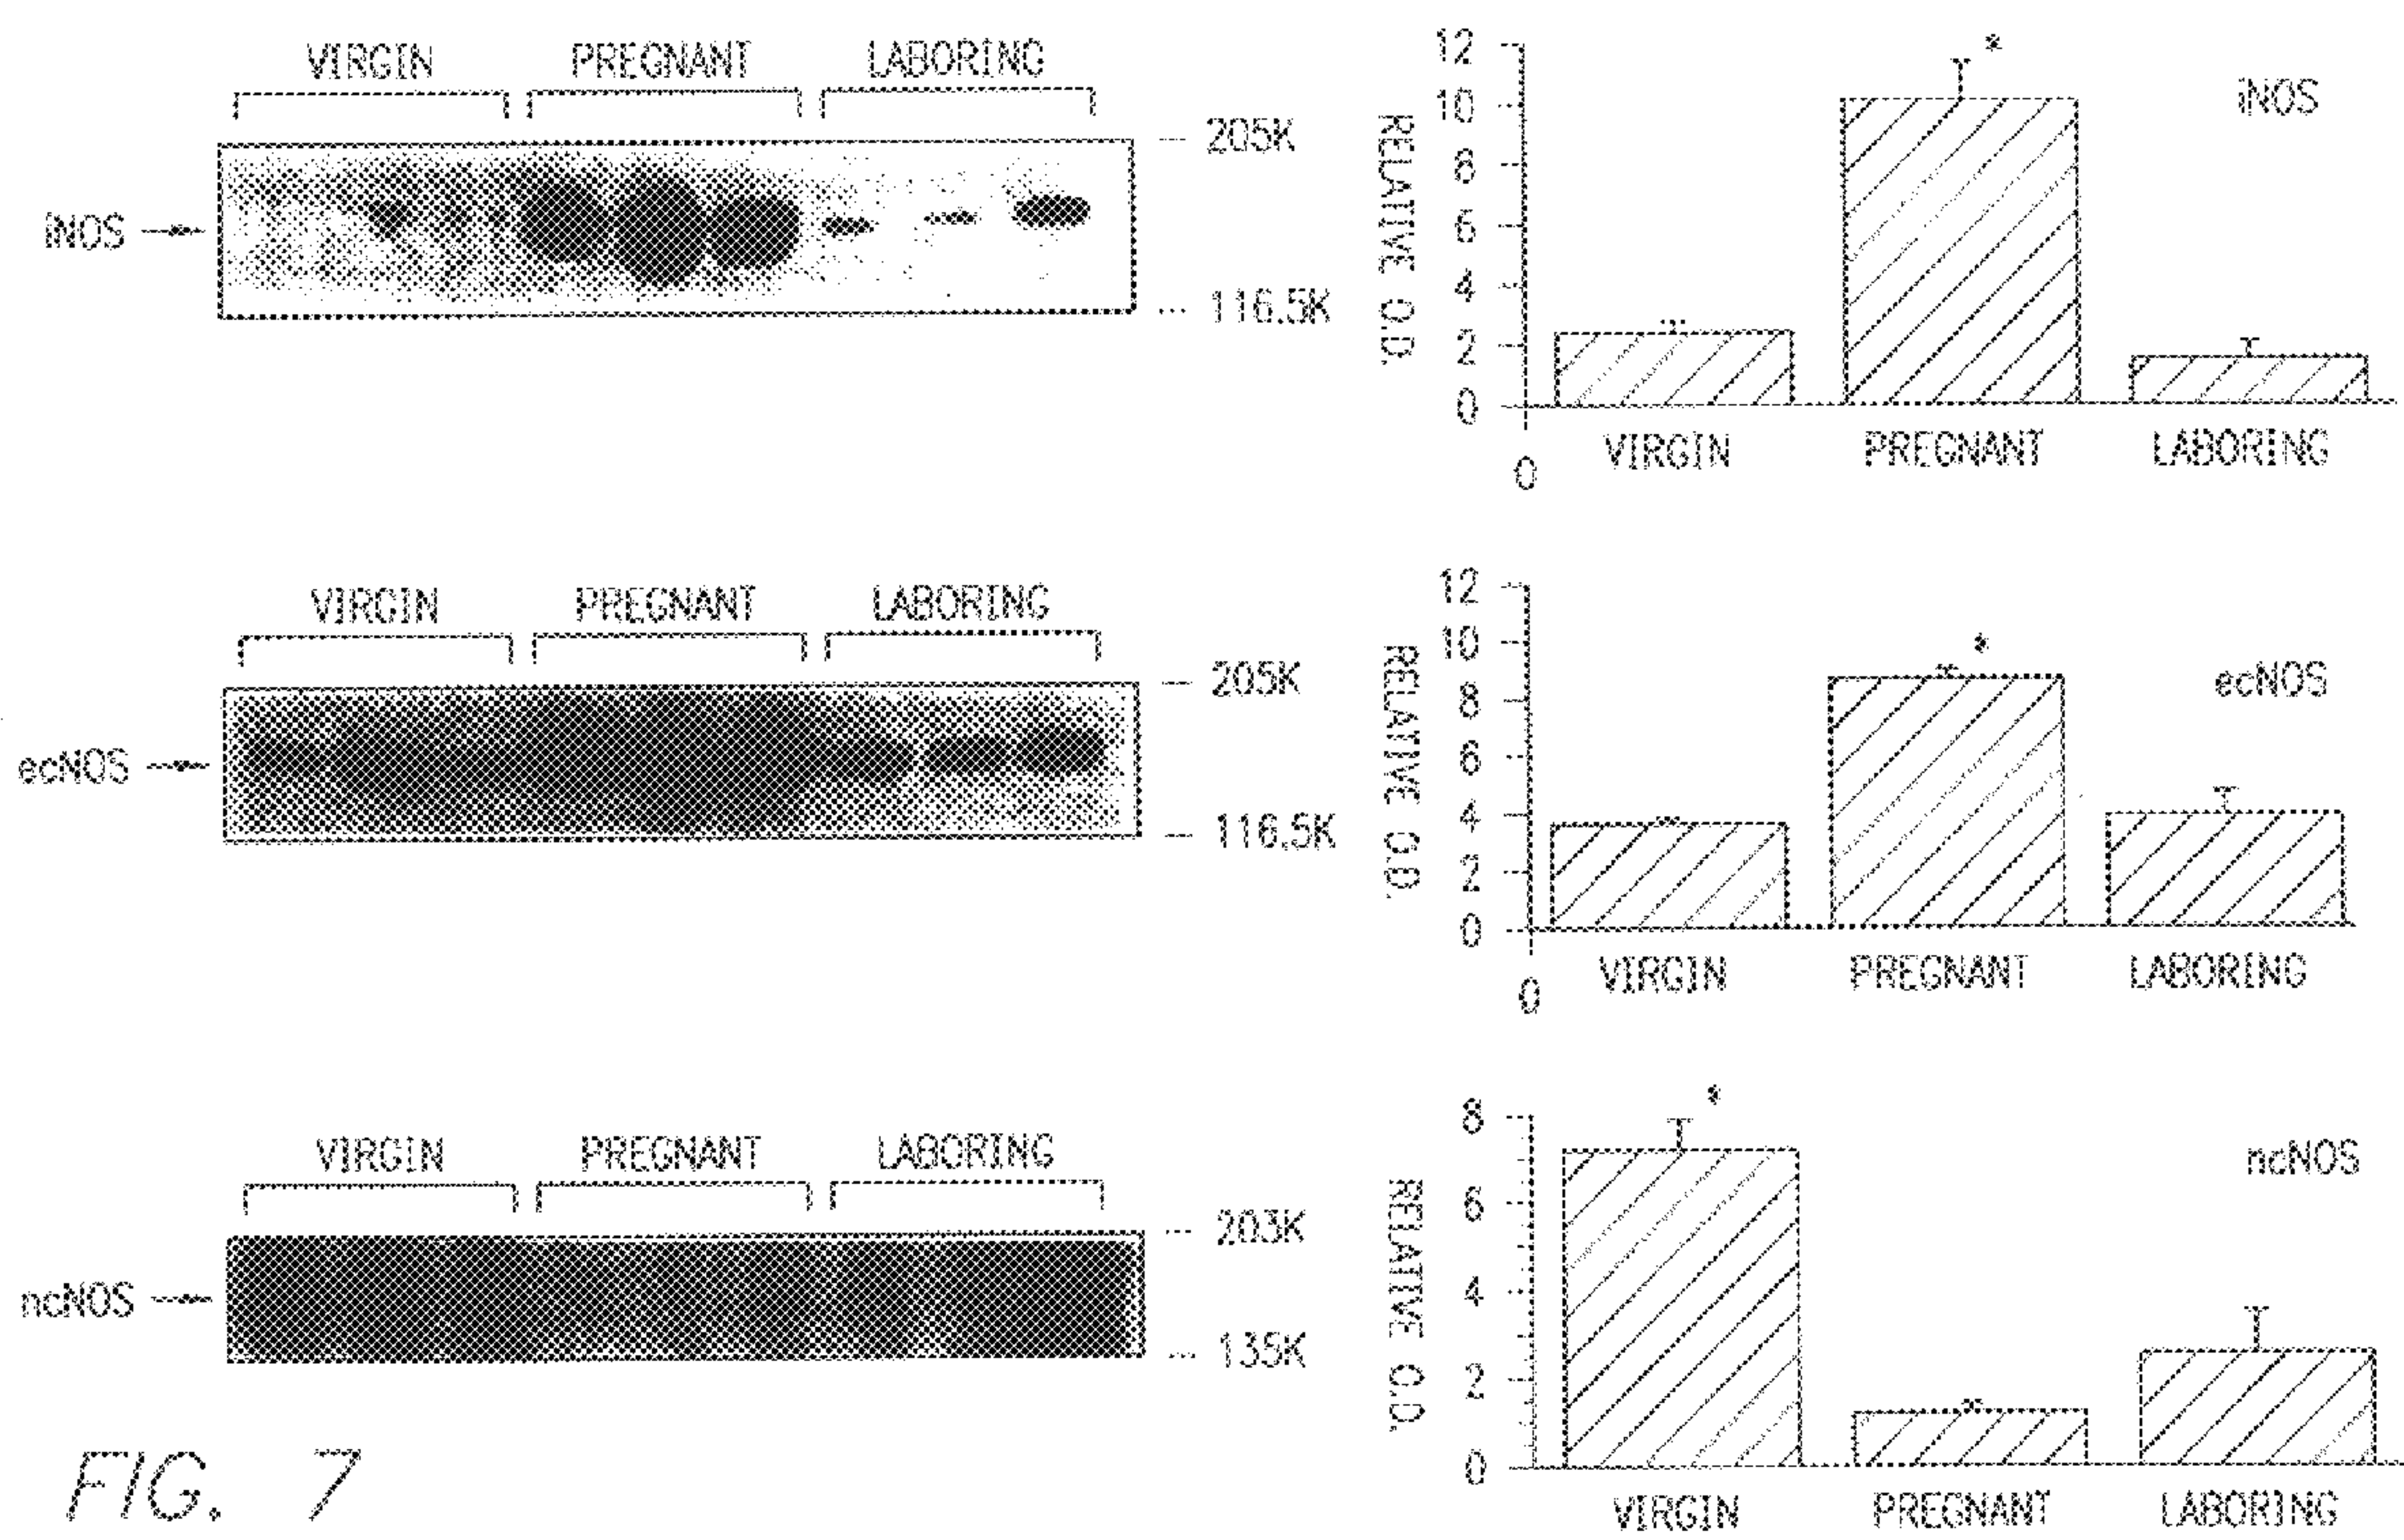 VIRGIN PREGNANT LABORING
205K
iNOS
116.5K
12
10
8
6
4
2
0
RELATIVE O.D.
*
iNOS
0
VIRGIN PREGNANT LABORING
VIRGIN PREGNANT LABORING
205K
ecNOS
116.5K
12
10
8
6
4
2
0
RELATIVE O.D.
*
ecNOS
0
VIRGIN PREGNANT LABORING
VIRGIN PREGNANT LABORING
203K
ncNOS
135K
8
6
4
2
0
RELATIVE O.D.
*
ncNOS
VIRGIN PREGNANT LABORING
FIG. 7